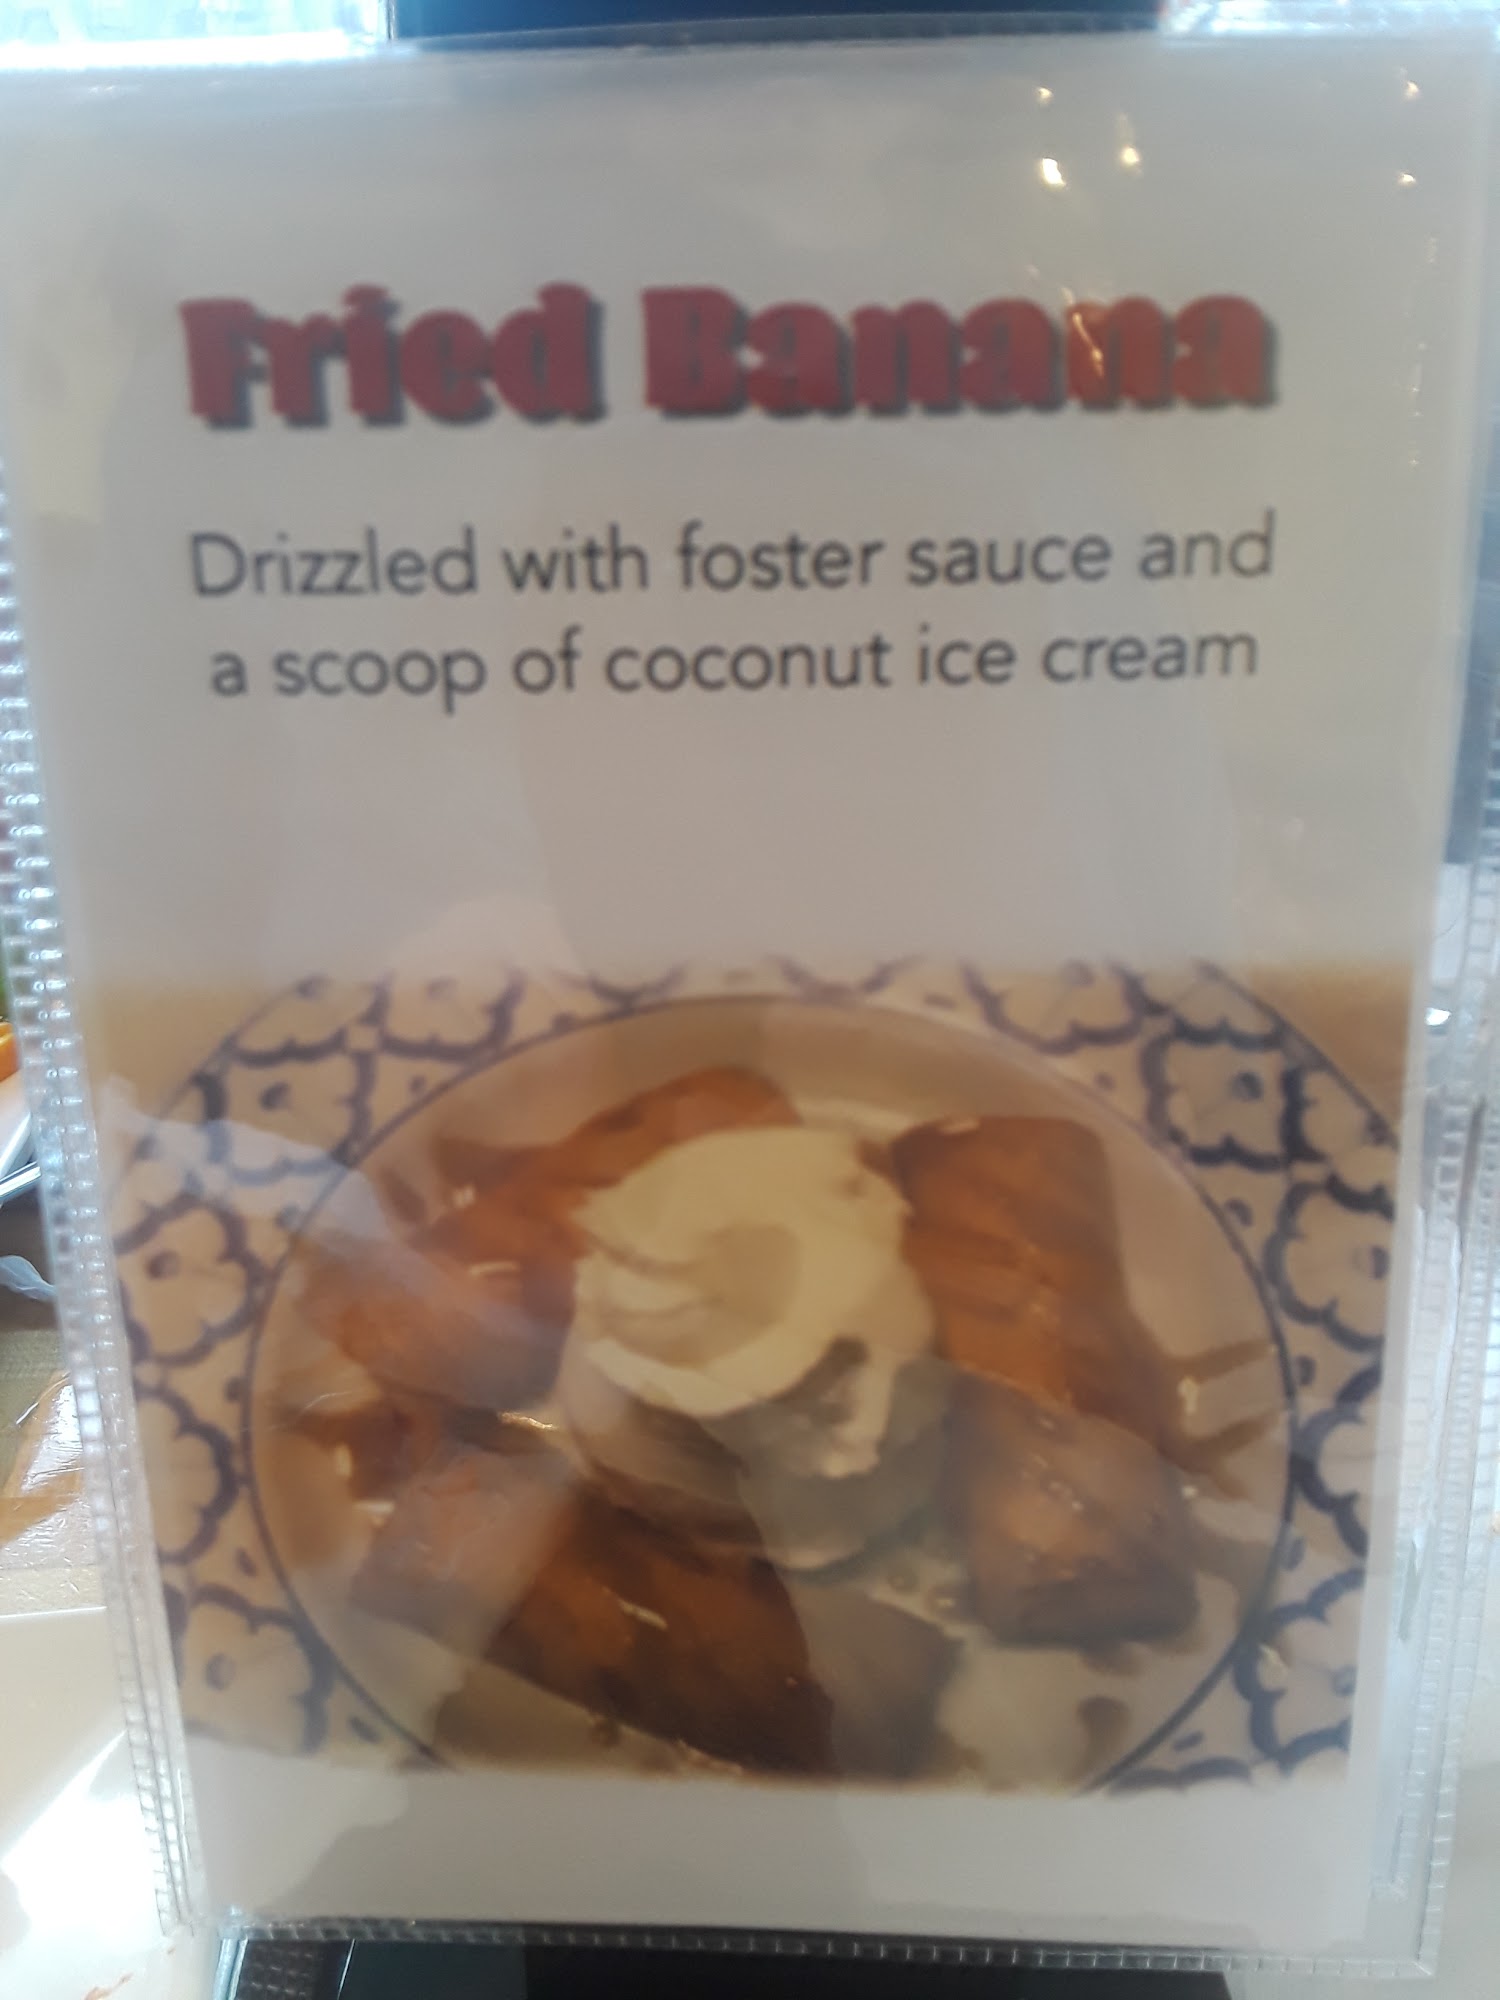 Fried Banana
Drizzled with foster sauce and
a scoop of coconut ice cream